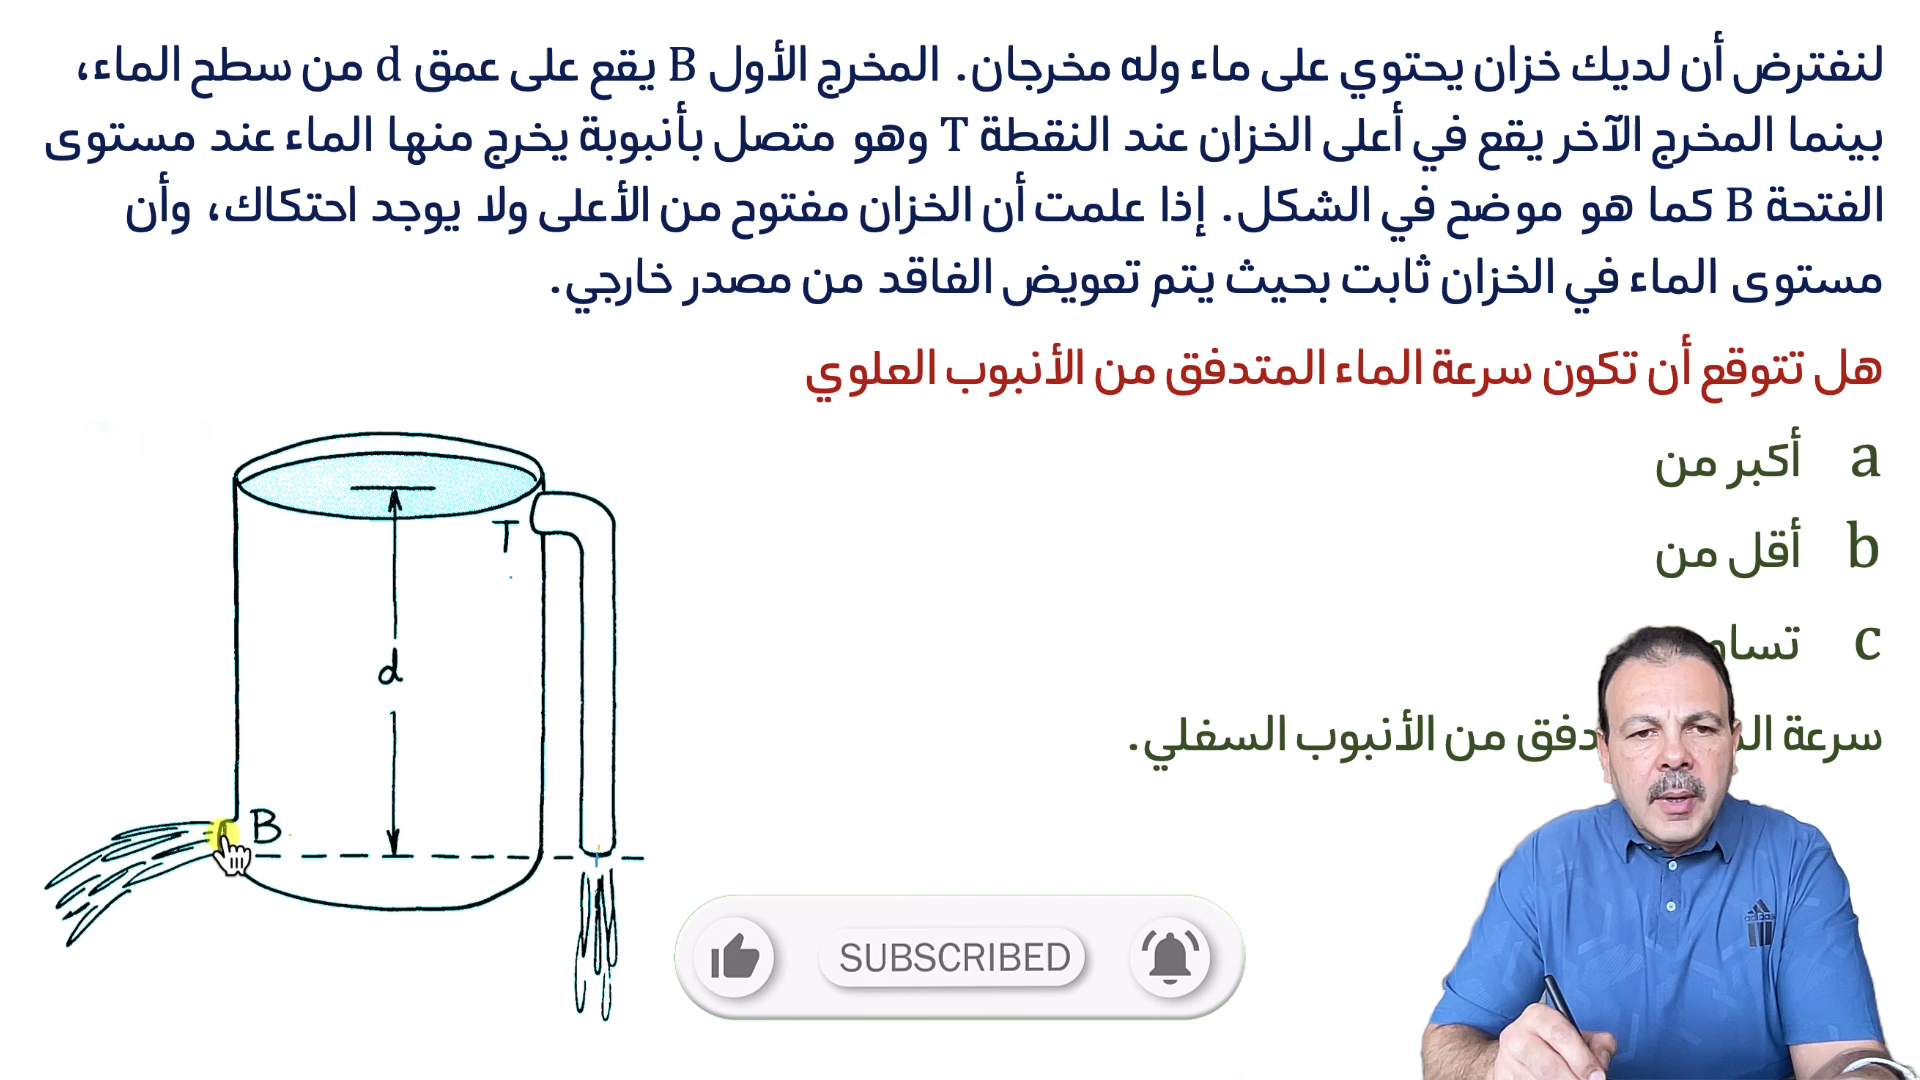 لنفترض أن لديك خزان يحتوي على ماء وله مخرجان. المخرج الأول B يقع على عمق d من سطح الماء،
بينما المخرج الآخر يقع في أعلى الخزان عند النقطة T وهو متصل بأنبوبة يخرج منها الماء عند مستوى
الفتحة B كما هو موضح في الشكل. إذا علمت أن الخزان مفتوح من الأعلى ولا يوجد احتكاك، وأن
مستوى الماء في الخزان ثابت بحيث يتم تعويض الفاقد من مصدر خارجي.
هل تتوقع أن تكون سرعة الماء المتدفق من الأنبوب العلوي
a أكبر من
b أقل من
c
سرعة من الأنبوب السفلي.
T
d
B
SUBSCRIBED
adidas